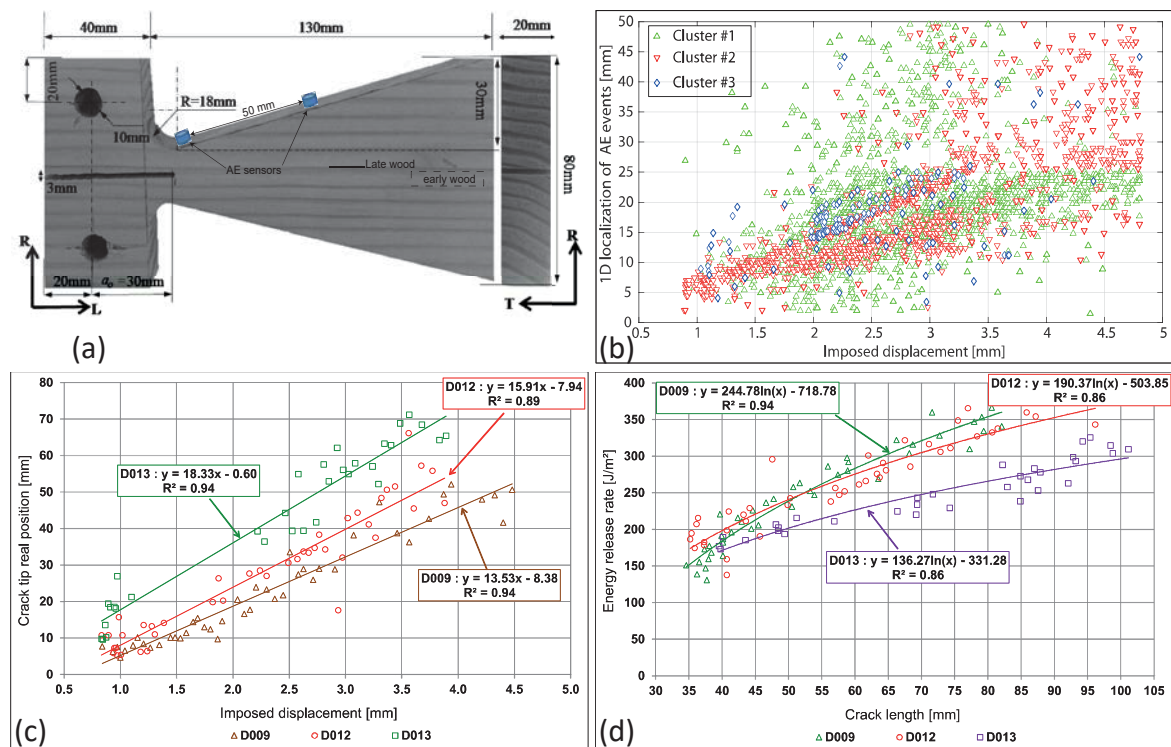 40mm
130mm
20mm
20mm
R=18mm
50 mm
30mm
10mm
AE sensors
Late wood
early wood
80mm
3mm
R
R
20mm
aₒ =30mm
L
T
(a)
Cluster #1
Cluster #2
Cluster #3
1D localization of AE events [mm]
50
45
40
35
30
25
20
15
10
5
0
0.5 1 1.5 2 2.5 3 3.5 4 4.5 5
Imposed displacement [mm]
(b)
Crack tip real position [mm]
80
70
60
50
40
30
20
10
0
D012 : y = 15.91x - 7.94
R² = 0.89
D013 : y = 18.33x - 0.60
R² = 0.94
D009 : y = 13.53x - 8.38
R² = 0.94
0.5 1.0 1.5 2.0 2.5 3.0 3.5 4.0 4.5 5.0
Imposed displacement [mm]
D009 D012 D013
(c)
Energy release rate [J/m²]
400
350
300
250
200
150
100
50
0
D009 : y = 244.78ln(x) - 718.78
R² = 0.94
D012 : y = 190.37ln(x) - 503.85
R² = 0.86
D013 : y = 136.27ln(x) - 331.28
R² = 0.86
30 35 40 45 50 55 60 65 70 75 80 85 90 95 100 105
Crack length [mm]
D009 D012 D013
(d)